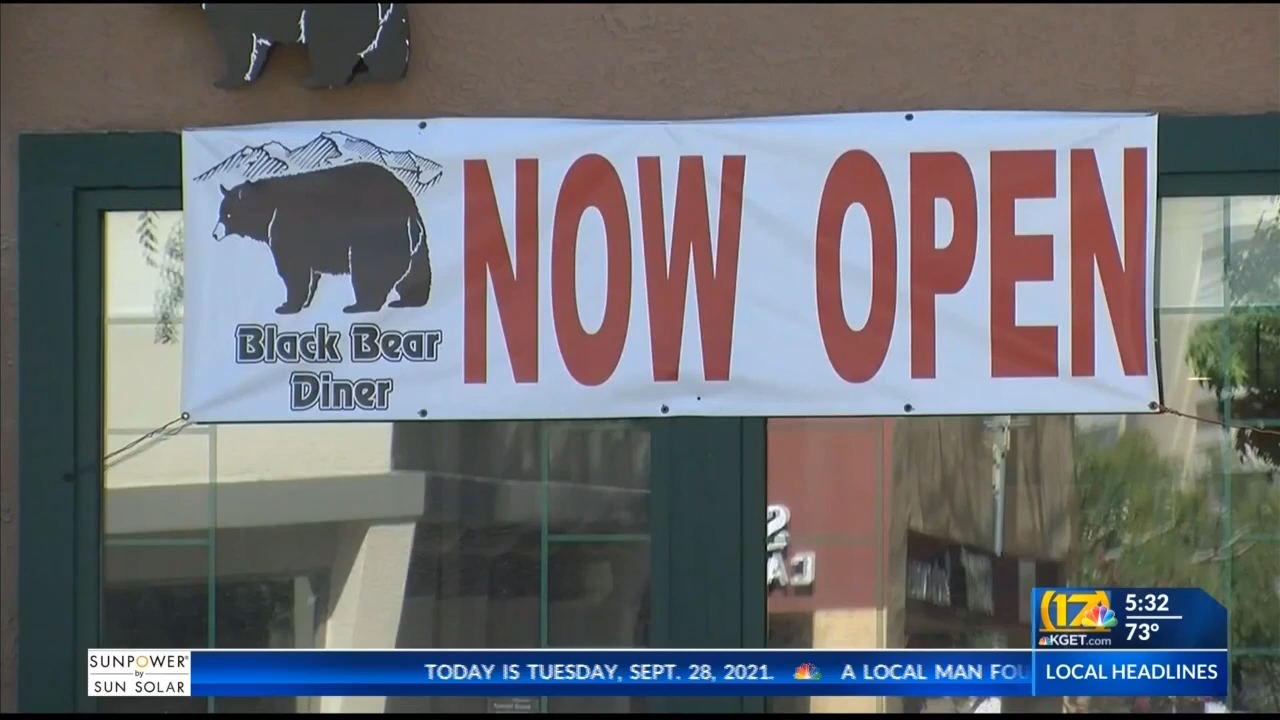 NOW OPEN
Black Bear
Diner
17
KGET.com
5:32
73°
SUNPOWER®
by
SUN SOLAR
TODAY IS TUESDAY, SEPT. 28, 2021. A LOCAL MAN
LOCAL HEADLINES